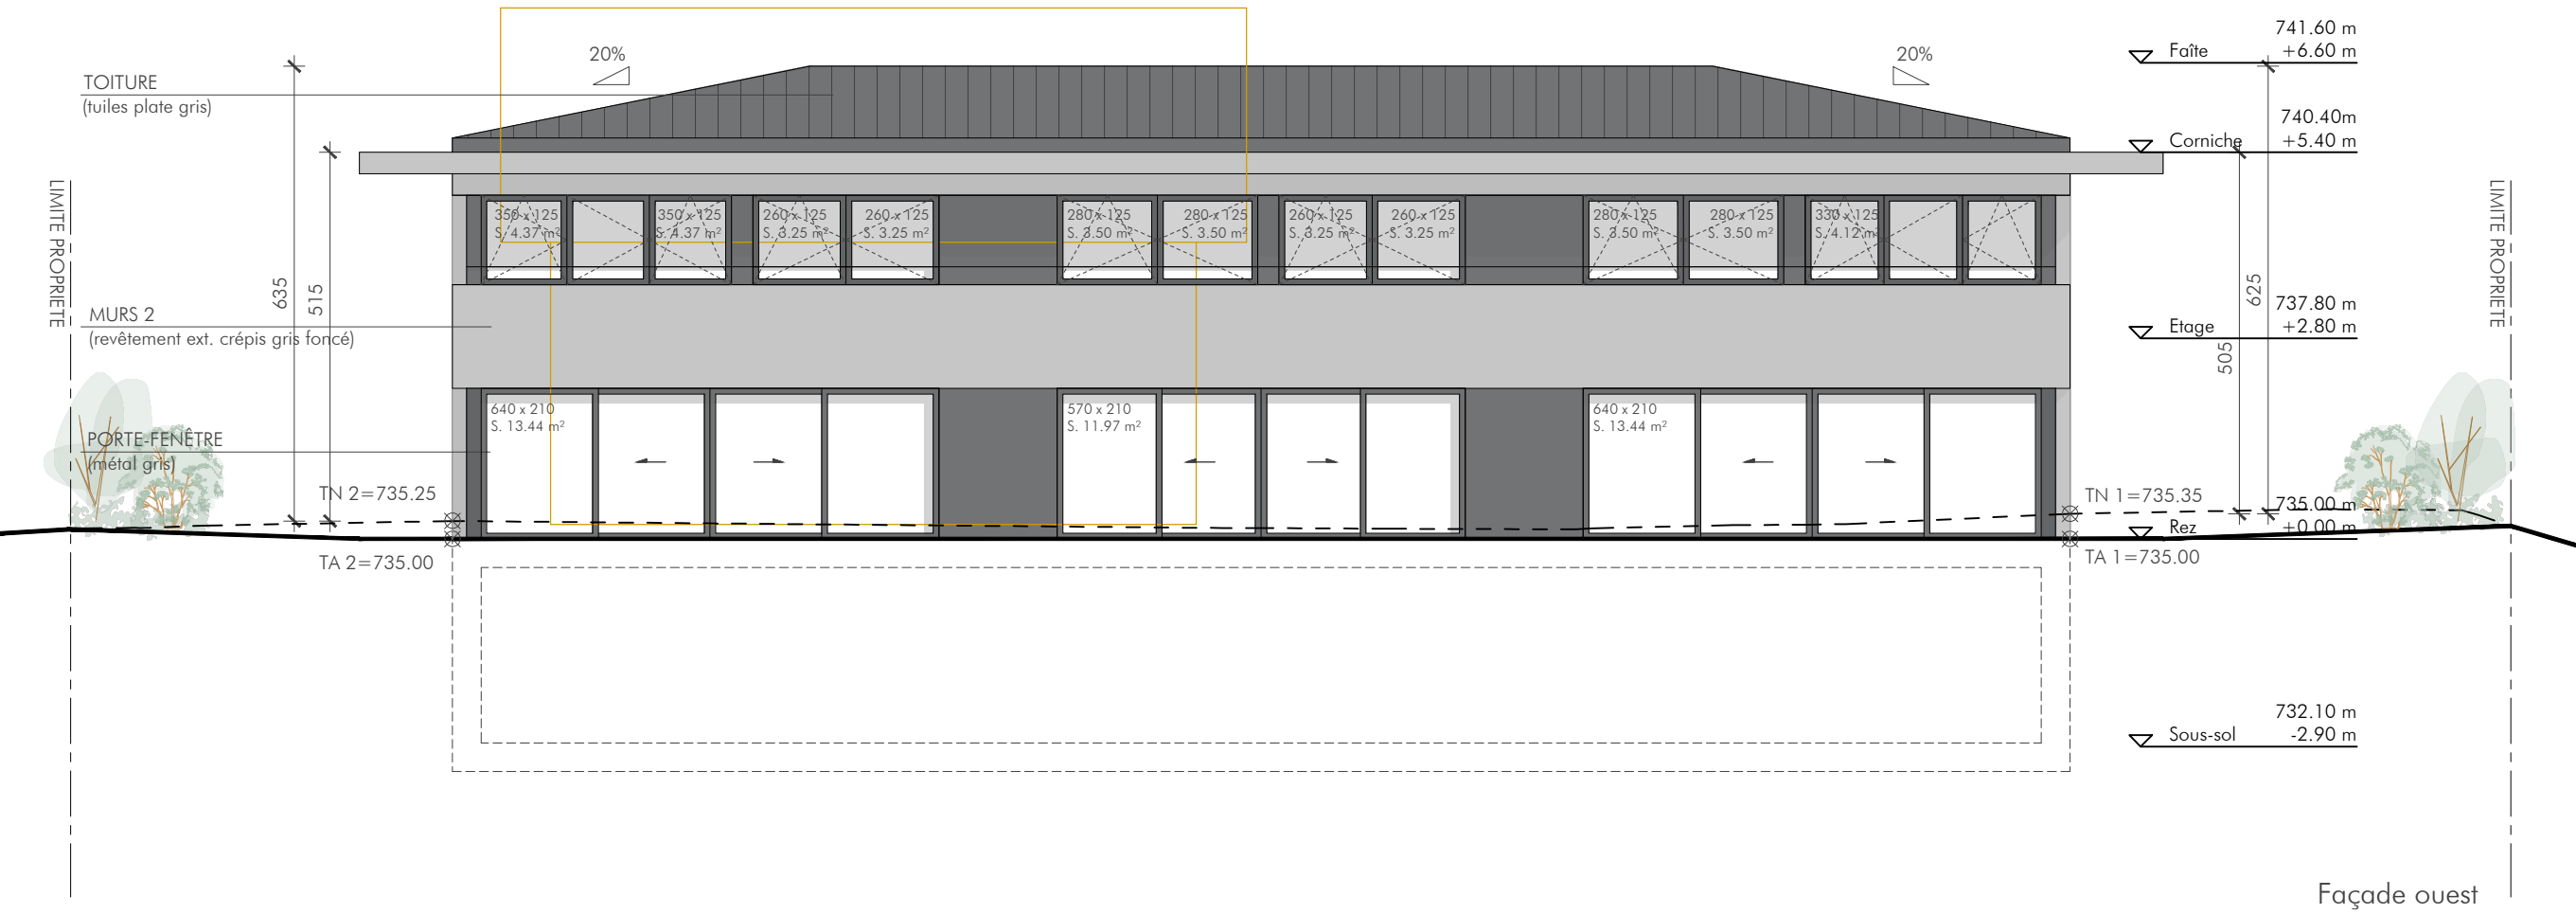 741.60 m
Faîte +6.60 m
20%
20%
TOITURE
(tuiles plate gris)
740.40m
Corniche +5.40 m
LIMITE PROPRIETE
LIMITE PROPRIETE
350 x 125
S. 4.37 m²
350 x 125
S. 4.37 m²
260 x 125
S. 3.25 m²
260 x 125
S. 3.25 m²
280 x 125
S. 3.50 m²
280 x 125
S. 3.50 m²
260 x 125
S. 3.25 m²
260 x 125
S. 3.25 m²
280 x 125
S. 3.50 m²
280 x 125
S. 3.50 m²
330 x 125
S. 4.12 m²
635
515
625
505
737.80 m
Etage +2.80 m
MURS 2
(revêtement ext. crépis gris foncé)
640 x 210
S. 13.44 m²
570 x 210
S. 11.97 m²
640 x 210
S. 13.44 m²
PORTE-FENÊTRE
(métal gris)
TN 2=735.25
TN 1=735.35
735.00 m
Rez +0.00 m
TA 2=735.00
TA 1=735.00
732.10 m
Sous-sol -2.90 m
Façade ouest